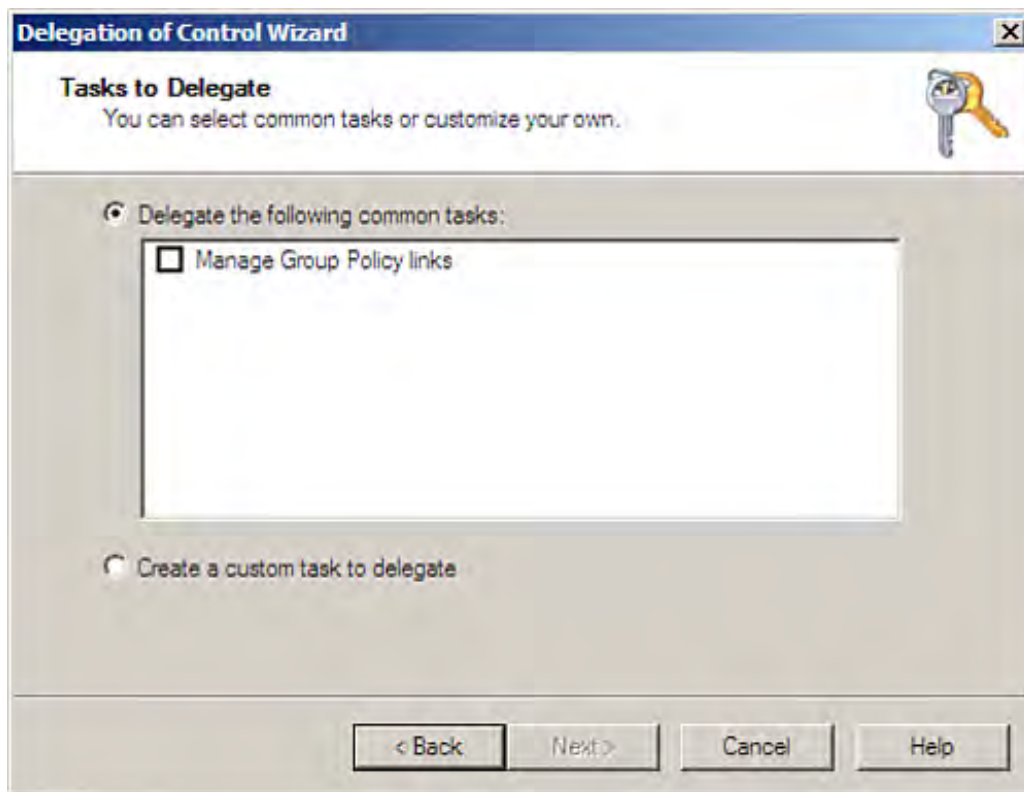 Delegation of Control Wizard
Tasks to Delegate
You can select common tasks or customize your own.
Delegate the following common tasks:
Manage Group Policy links
Create a custom task to delegate
< Back
Next >
Cancel
Help